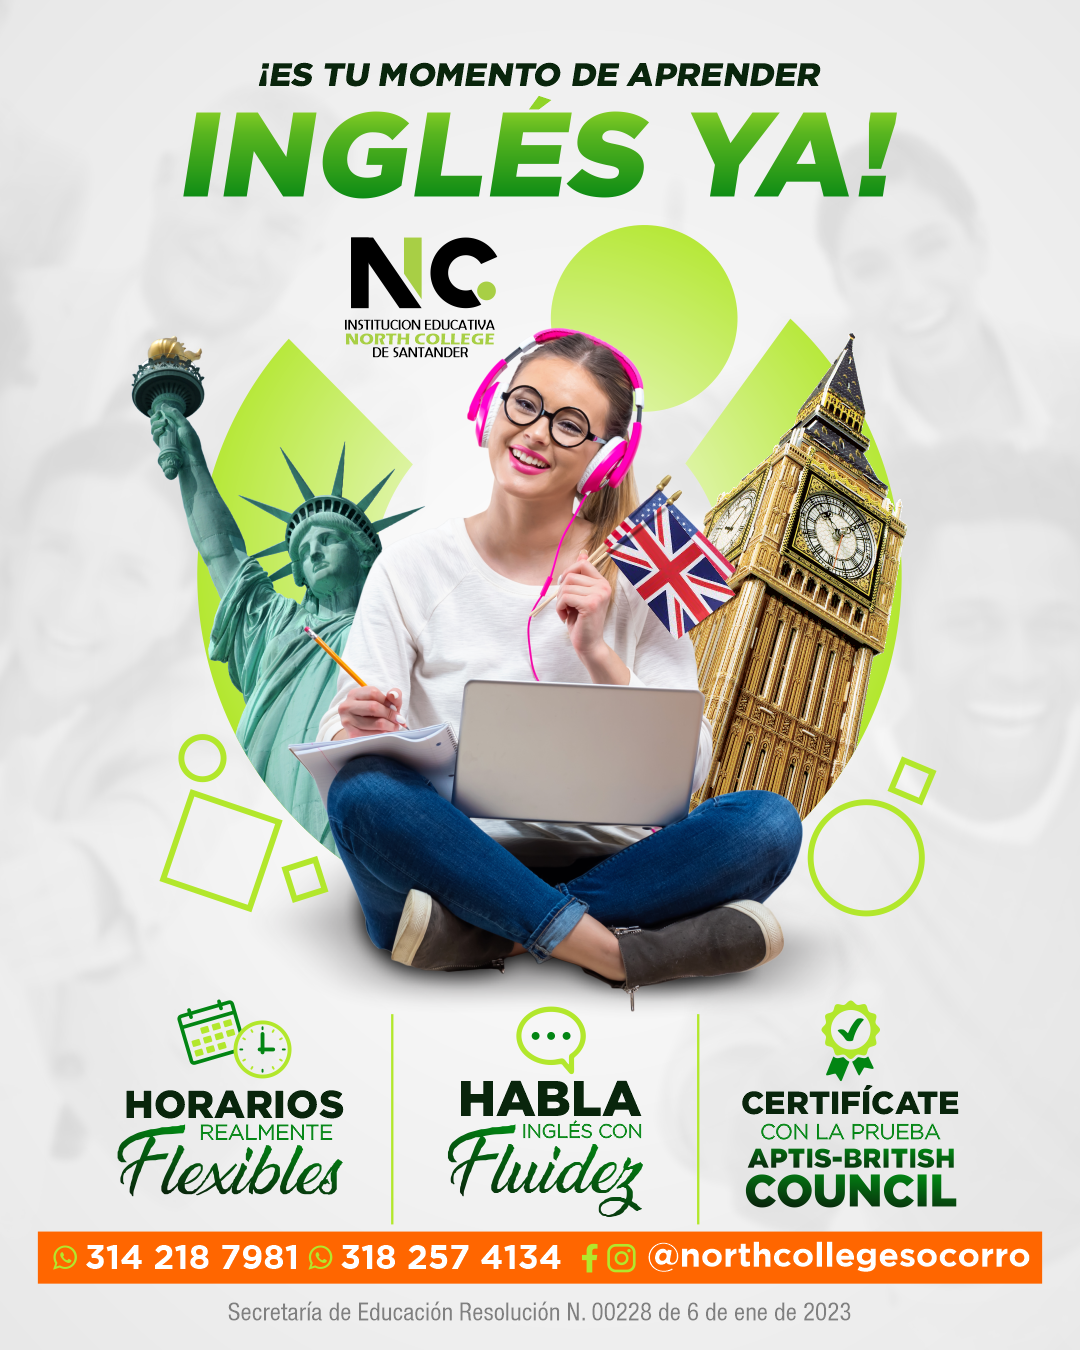 ¡ES TU MOMENTO DE APRENDER
INGLÉS YA!
NC
INSTITUCION EDUCATIVA
NORTH COLLEGE
DE SANTANDER
HORARIOS
REALMENTE
Flexibles
HABLA
INGLÉS CON
Fluidez
CERTIFÍCATE
CON LA PRUEBA
APTIS-BRITISH
COUNCIL
314 218 7981 318 257 4134 @northcollegesocorro
Secretaría de Educación Resolución N. 00228 de 6 de ene de 2023